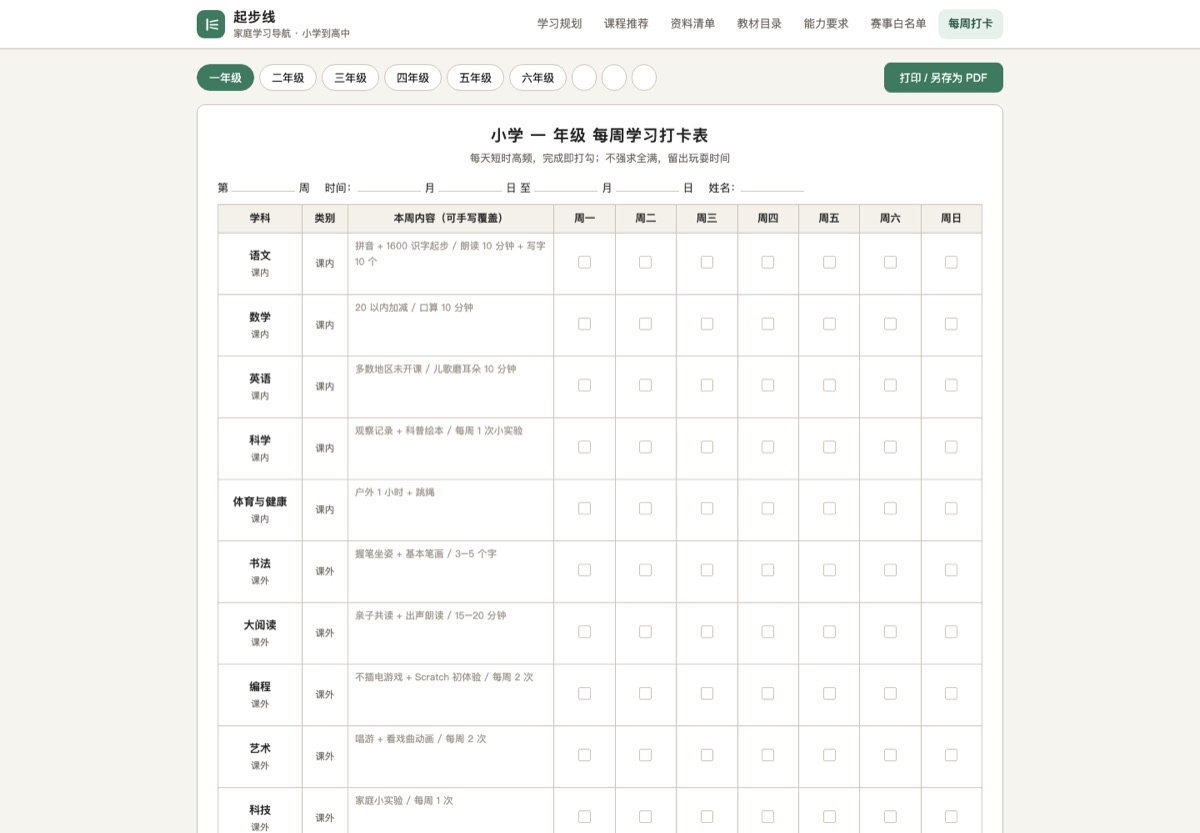 起步线
家庭学习导航 · 小学到高中
学习规划 课程推荐 资料清单 教材目录 能力要求 赛事白名单 每周打卡
一年级 二年级 三年级 四年级 五年级 六年级 打印 / 另存为 PDF
小学 一 年级 每周学习打卡表
每天短时高频，完成即打勾；不强求全满，留出玩耍时间
第 周 时间： 月 日 至 月 日 姓名：
学科 类别 本周内容（可手写覆盖） 周一 周二 周三 周四 周五 周六 周日
语文
课内
课内
拼音 + 1600 识字起步 / 朗读 10 分钟 + 写字
10 个
数学
课内
课内
20 以内加减 / 口算 10 分钟
英语
课内
课内
多数地区未开课 / 儿歌磨耳朵 10 分钟
科学
课内
课内
观察记录 + 科普绘本 / 每周 1 次小实验
体育与健康
课内
课内
户外 1 小时 + 跳绳
书法
课外
课外
握笔坐姿 + 基本笔画 / 3–5 个字
大阅读
课外
课外
亲子共读 + 出声朗读 / 15–20 分钟
编程
课外
课外
不插电游戏 + Scratch 初体验 / 每周 2 次
艺术
课外
课外
唱游 + 看戏曲动画 / 每周 2 次
科技
课外
课外
家庭小实验 / 每周 1 次